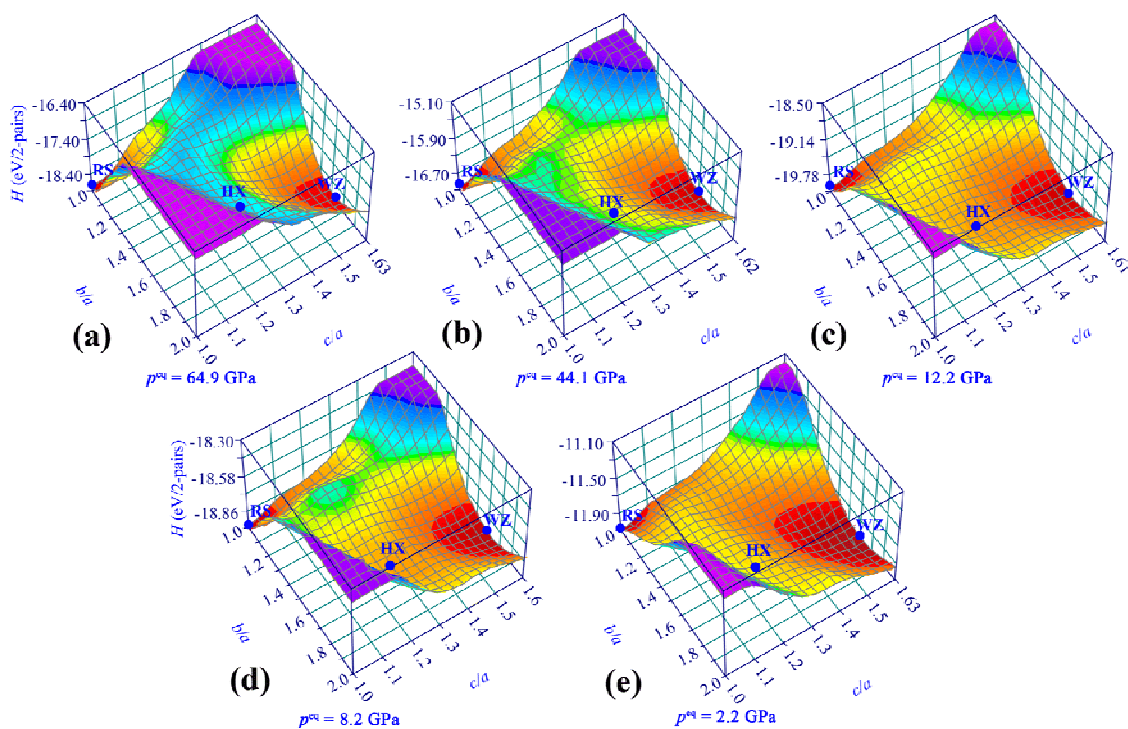 -16.40
-17.40
-18.40
H (eV/2-pairs)
RS
HX
WZ
1.0
1.2
1.4
1.6
1.8
2.0
b/a
1.0
1.1
1.2
1.3
1.4
1.5
1.63
c/a
(a)
p^eq = 64.9 GPa
-15.10
-15.90
-16.70
RS
HX
WZ
1.0
1.2
1.4
1.6
1.8
2.0
b/a
1.0
1.1
1.2
1.3
1.4
1.5
1.62
c/a
(b)
p^eq = 44.1 GPa
-18.50
-19.14
-19.78
RS
HX
WZ
1.0
1.2
1.4
1.6
1.8
2.0
b/a
1.0
1.1
1.2
1.3
1.4
1.5
1.61
c/a
(c)
p^eq = 12.2 GPa
-18.30
-18.58
-18.86
H (eV/2-pairs)
RS
HX
WZ
1.0
1.2
1.4
1.6
1.8
2.0
b/a
1.0
1.1
1.2
1.3
1.4
1.5
1.6
c/a
(d)
p^eq = 8.2 GPa
-11.10
-11.50
-11.90
RS
HX
WZ
1.0
1.2
1.4
1.6
1.8
2.0
b/a
1.0
1.1
1.2
1.3
1.4
1.5
1.63
c/a
(e)
p^eq = 2.2 GPa